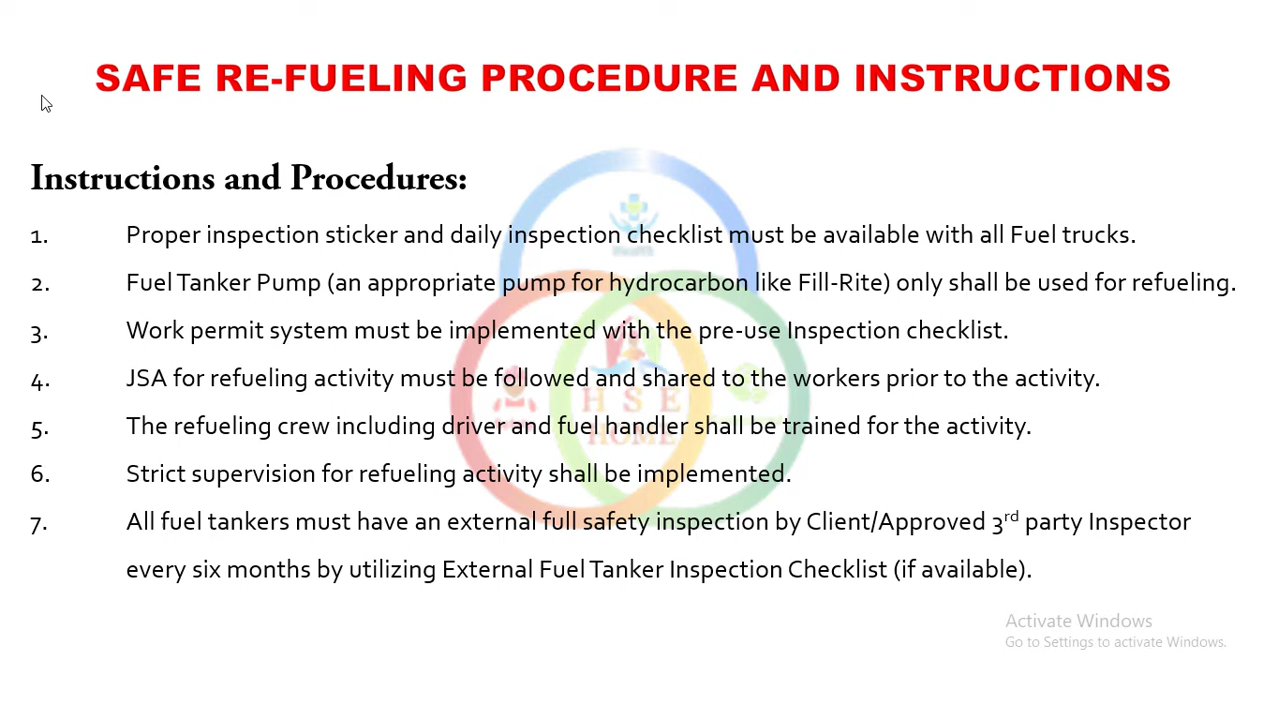 SAFE RE-FUELING PROCEDURE AND INSTRUCTIONS
Instructions and Procedures:
1. Proper inspection sticker and daily inspection checklist must be available with all Fuel trucks.
2. Fuel Tanker Pump (an appropriate pump for hydrocarbon like Fill-Rite) only shall be used for refueling.
3. Work permit system must be implemented with the pre-use Inspection checklist.
4. JSA for refueling activity must be followed and shared to the workers prior to the activity.
5. The refueling crew including driver and fuel handler shall be trained for the activity.
6. Strict supervision for refueling activity shall be implemented.
7. All fuel tankers must have an external full safety inspection by Client/Approved 3rd party Inspector
every six months by utilizing External Fuel Tanker Inspection Checklist (if available).
Health
HSE
HOME
Activate Windows
Go to Settings to activate Windows.